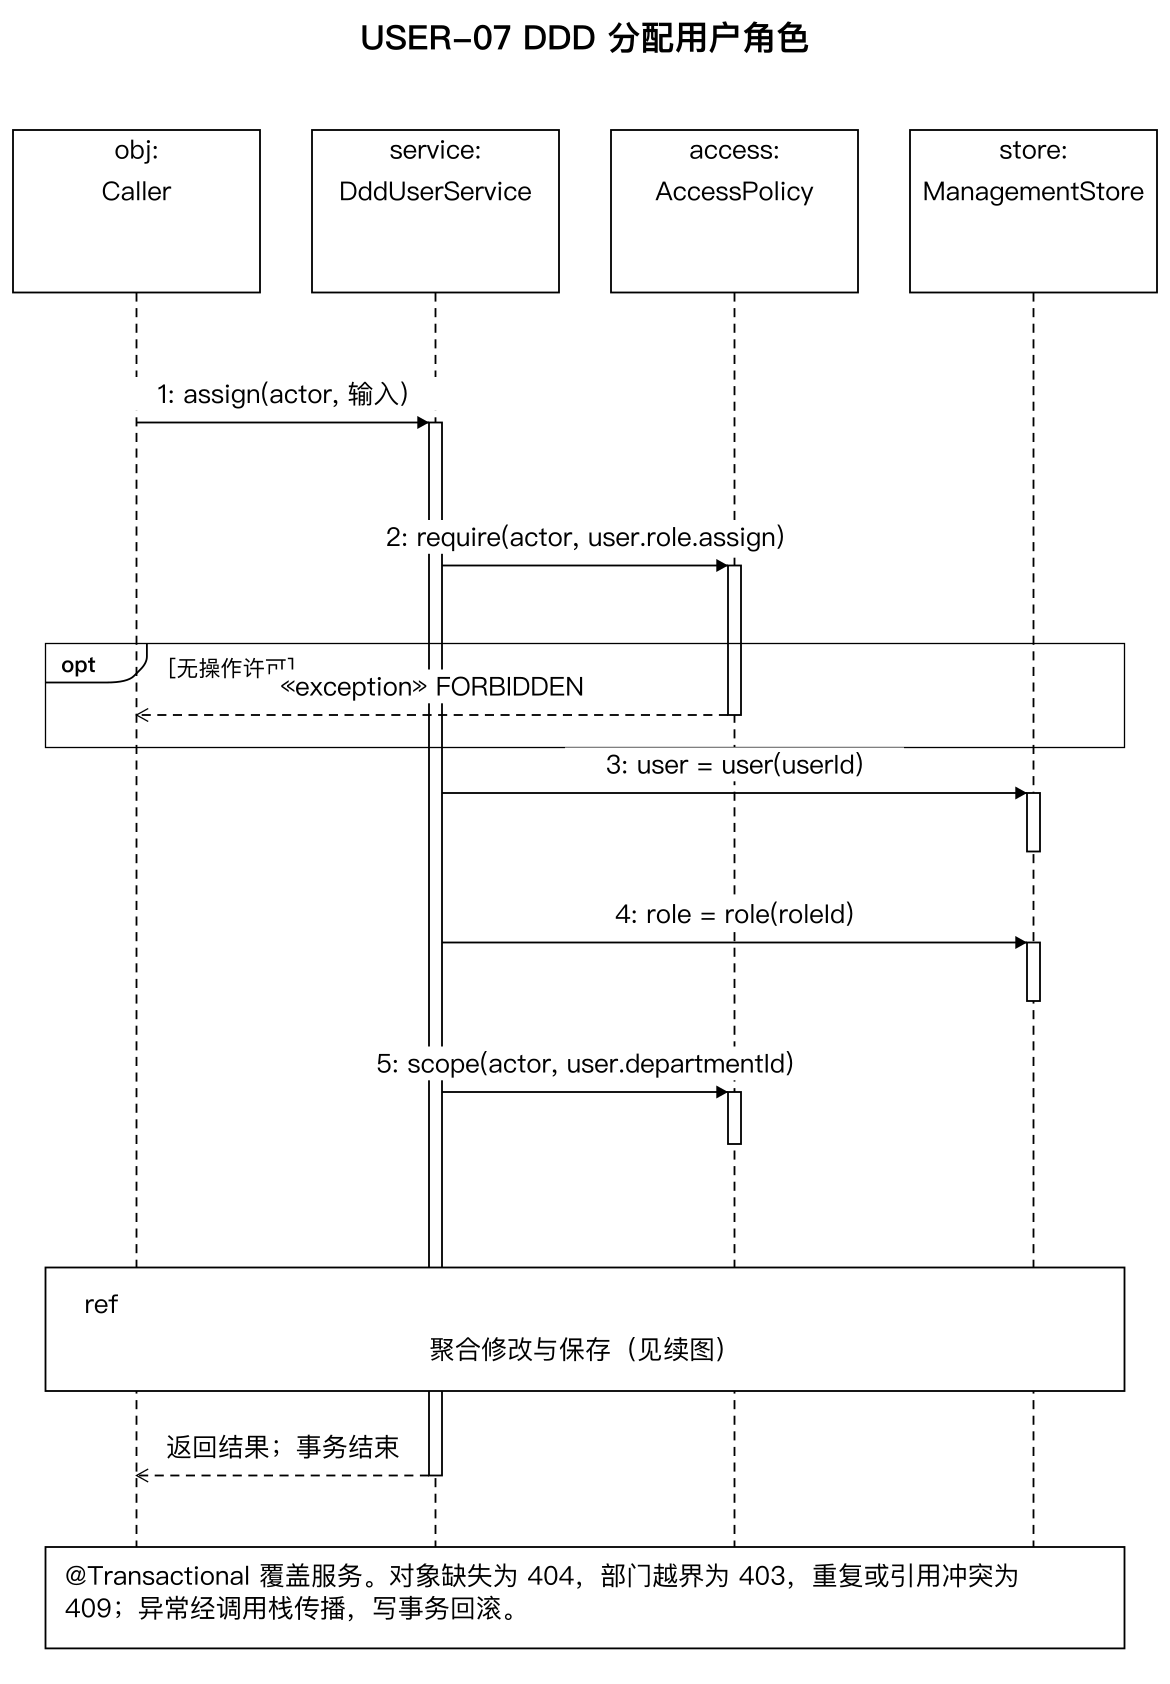 USER-07 DDD 分配用户角色
obj:
Caller
service:
DddUserService
access:
AccessPolicy
store:
ManagementStore
1: assign(actor, 输入)
2: require(actor, user.role.assign)
opt
[无操作许可]
«exception» FORBIDDEN
3: user = user(userId)
4: role = role(roleId)
5: scope(actor, user.departmentId)
ref
聚合修改与保存（见续图）
返回结果；事务结束
@Transactional 覆盖服务。对象缺失为 404，部门越界为 403，重复或引用冲突为
409；异常经调用栈传播，写事务回滚。